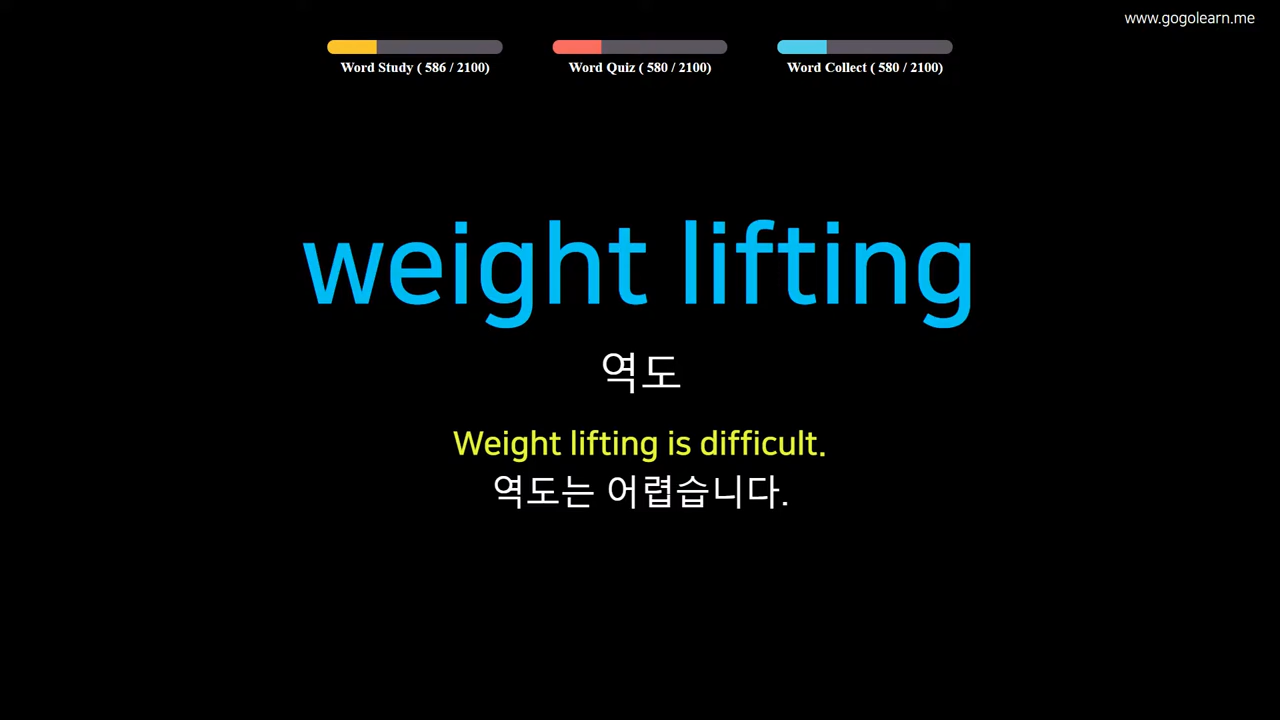 www.gogolearn.me
Word Study ( 586 / 2100)
Word Quiz ( 580 / 2100)
Word Collect ( 580 / 2100)
weight lifting
역도
Weight lifting is difficult.
역도는 어렵습니다.